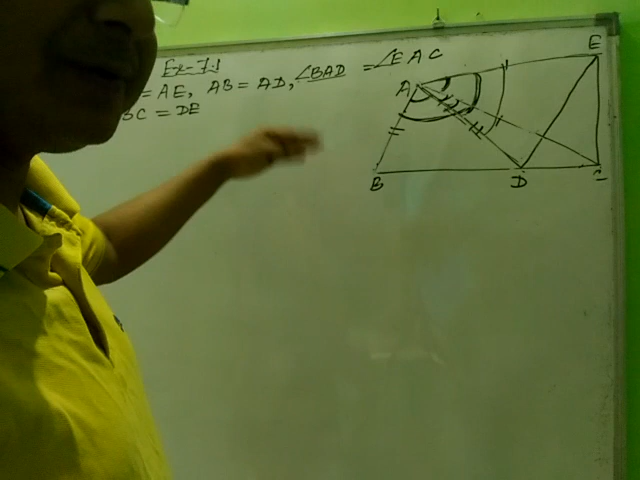 Ex-7.1
= AE, AB = AD, ∠BAD = ∠EAC
BC = DE
E
A
B D C